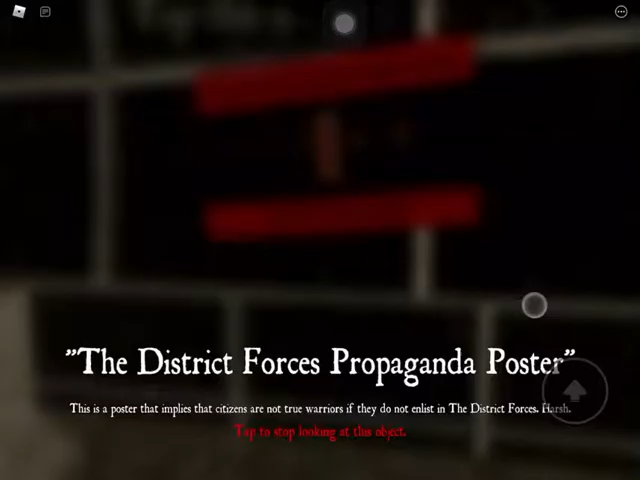 "The District Forces Propaganda Poster"
This is a poster that implies that citizens are not true warriors if they do not enlist in The District Forces. Harsh.
Tap to stop looking at this object.